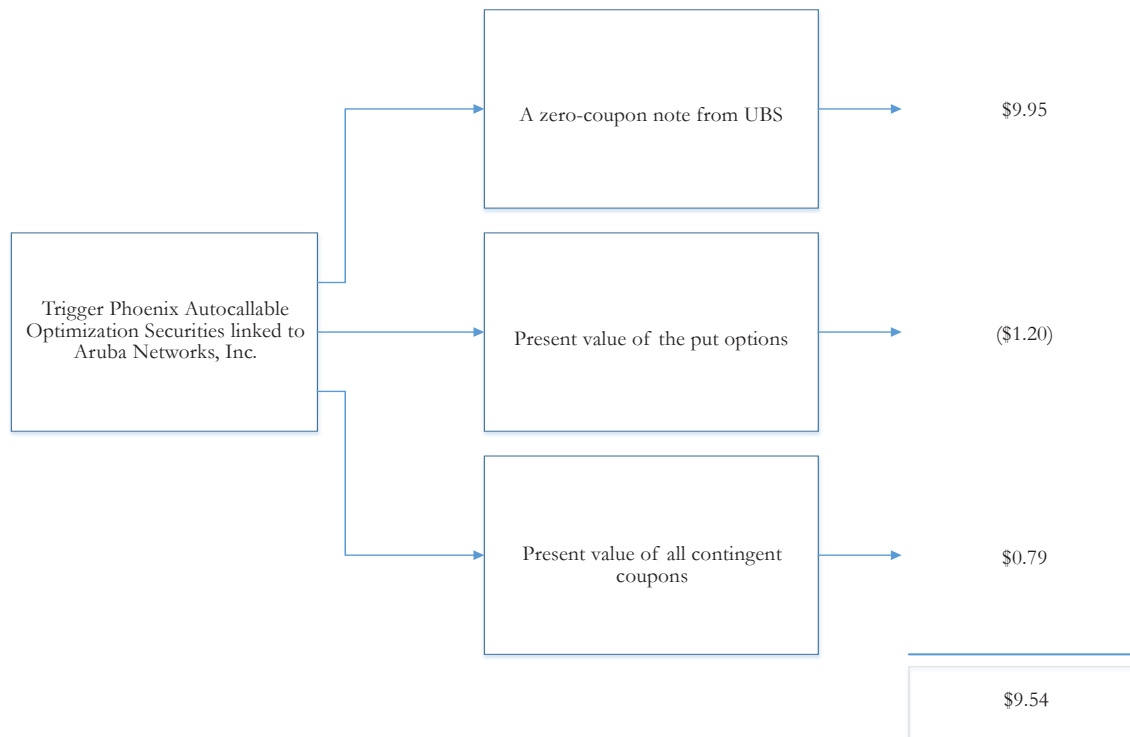 A zero-coupon note from UBS
$9.95
Trigger Phoenix Autocallable
Optimization Securities linked to
Aruba Networks, Inc.
Present value of the put options
($1.20)
Present value of all contingent
coupons
$0.79
$9.54